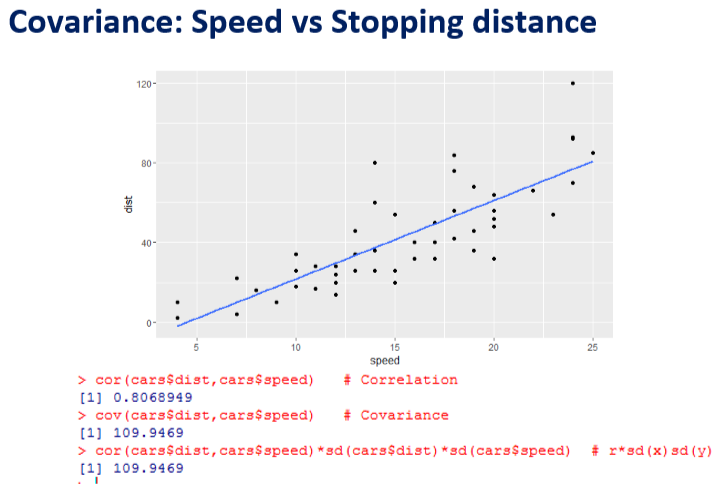 Covariance: Speed vs Stopping distance
120
80
dist
40
0
5 10 15 20 25
speed
> cor(cars$dist,cars$speed) # Correlation
[1] 0.8068949
> cov(cars$dist,cars$speed) # Covariance
[1] 109.9469
> cor(cars$dist,cars$speed)*sd(cars$dist)*sd(cars$speed) # r*sd(x)sd(y)
[1] 109.9469